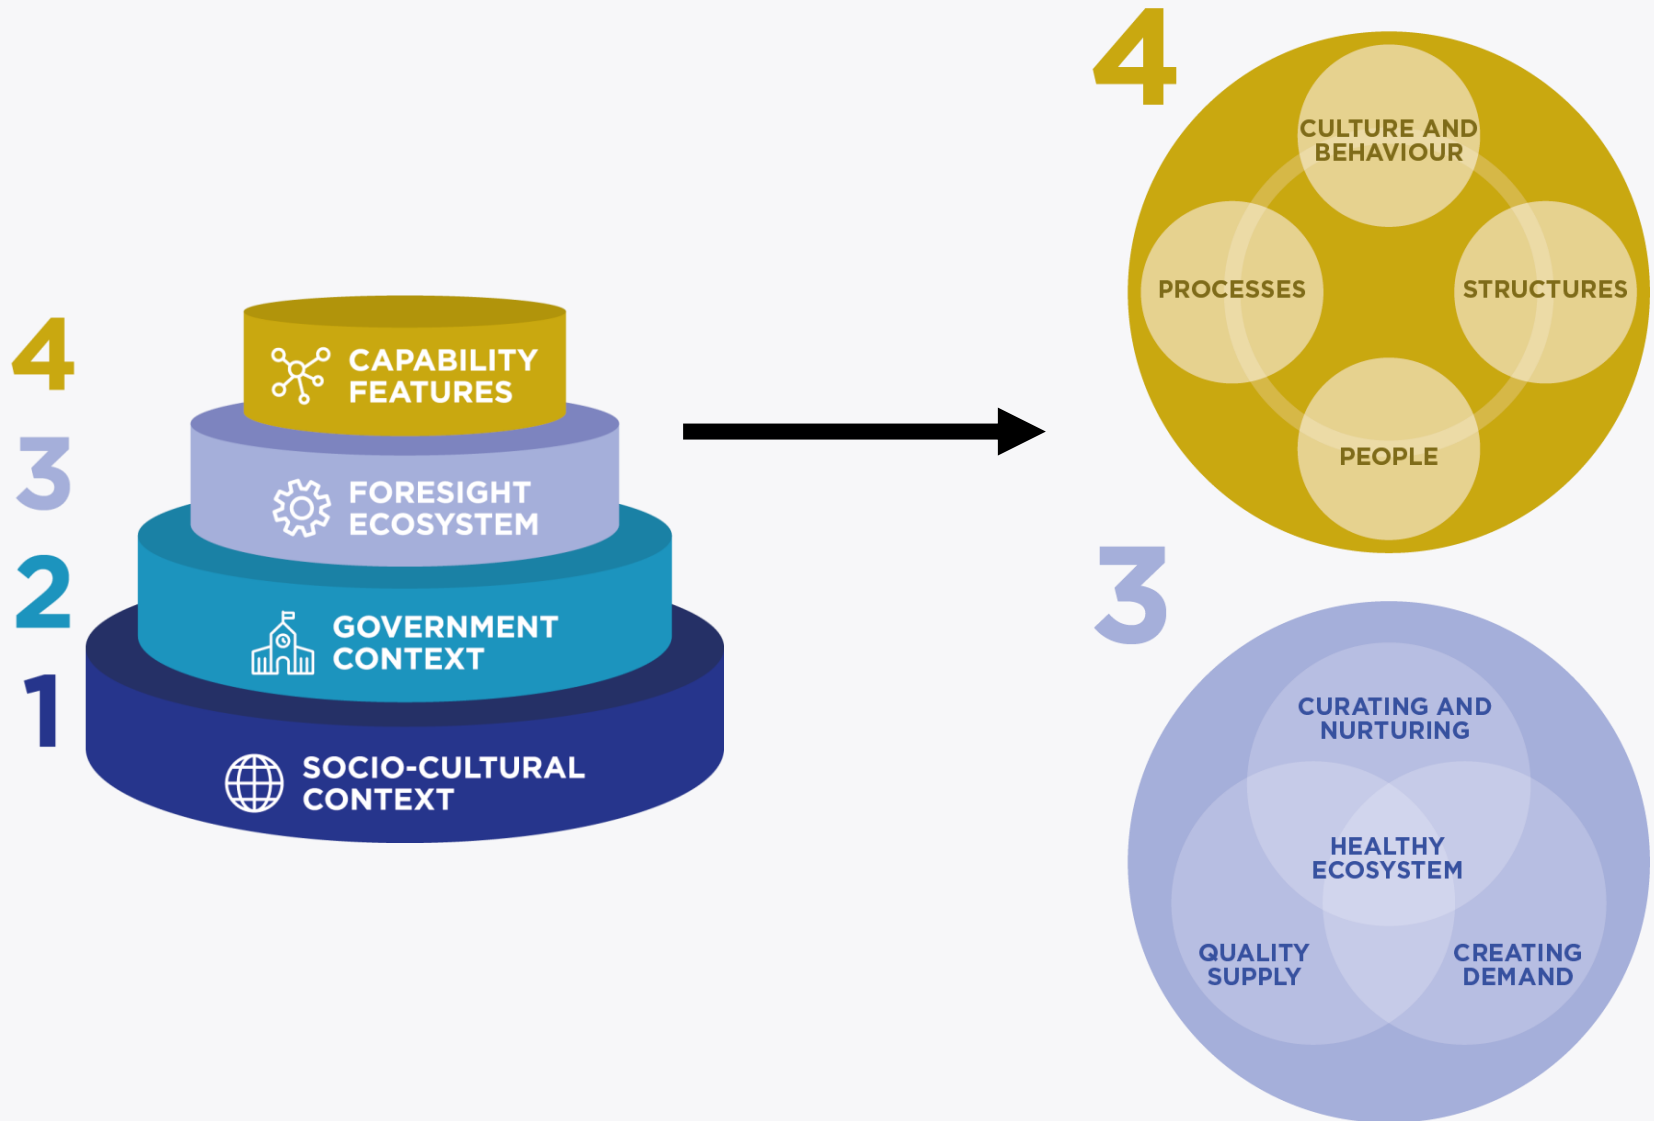 4
CAPABILITY
FEATURES
3
FORESIGHT
ECOSYSTEM
2
GOVERNMENT
CONTEXT
1
SOCIO-CULTURAL
CONTEXT
4
CULTURE AND
BEHAVIOUR
PROCESSES
STRUCTURES
PEOPLE
3
CURATING AND
NURTURING
HEALTHY
ECOSYSTEM
QUALITY
SUPPLY
CREATING
DEMAND